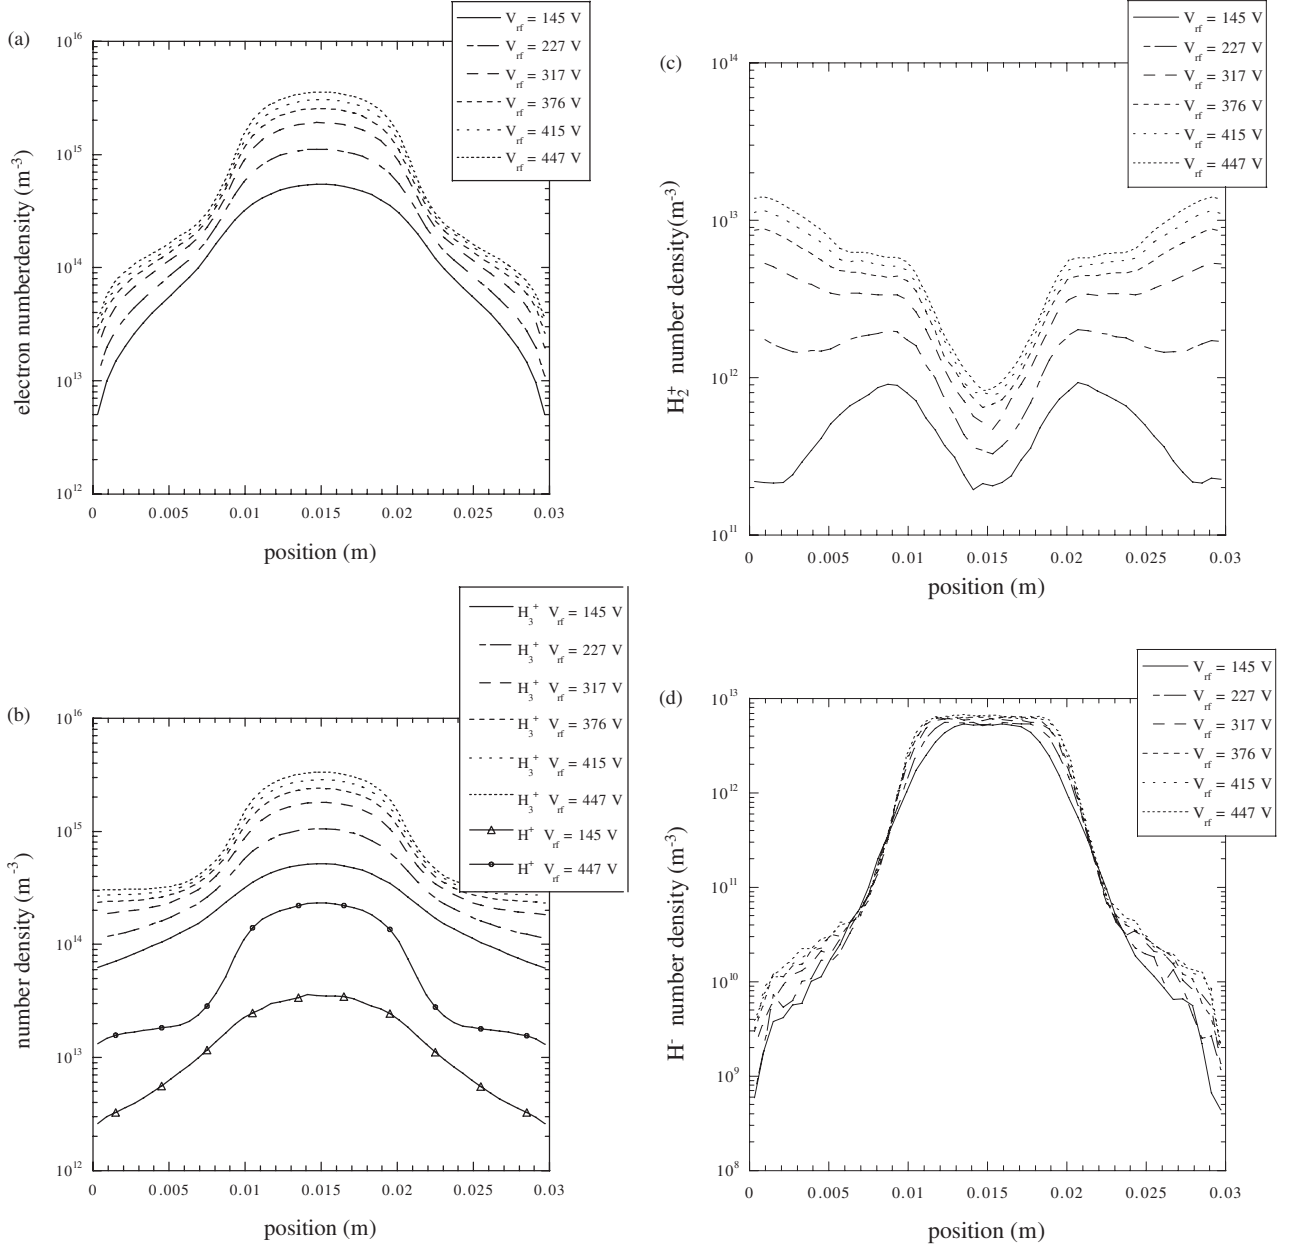 (a)
V_rf = 145 V
V_rf = 227 V
V_rf = 317 V
V_rf = 376 V
V_rf = 415 V
V_rf = 447 V
10^16
10^15
10^14
10^13
10^12
electron numberdensity (m^-3)
0 0.005 0.01 0.015 0.02 0.025 0.03
position (m)
(c)
V_rf = 145 V
V_rf = 227 V
V_rf = 317 V
V_rf = 376 V
V_rf = 415 V
V_rf = 447 V
10^14
10^13
10^12
10^11
H_2^+ number density(m^-3)
0 0.005 0.01 0.015 0.02 0.025 0.03
position (m)
(b)
H_3^+ V_rf = 145 V
H_3^+ V_rf = 227 V
H_3^+ V_rf = 317 V
H_3^+ V_rf = 376 V
H_3^+ V_rf = 415 V
H_3^+ V_rf = 447 V
H^+ V_rf = 145 V
H^+ V_rf = 447 V
10^16
10^15
10^14
10^13
10^12
number density (m^-3)
0 0.005 0.01 0.015 0.02 0.025 0.03
position (m)
(d)
V_rf = 145 V
V_rf = 227 V
V_rf = 317 V
V_rf = 376 V
V_rf = 415 V
V_rf = 447 V
10^13
10^12
10^11
10^10
10^9
10^8
H^- number density (m^-3)
0 0.005 0.01 0.015 0.02 0.025 0.03
position (m)